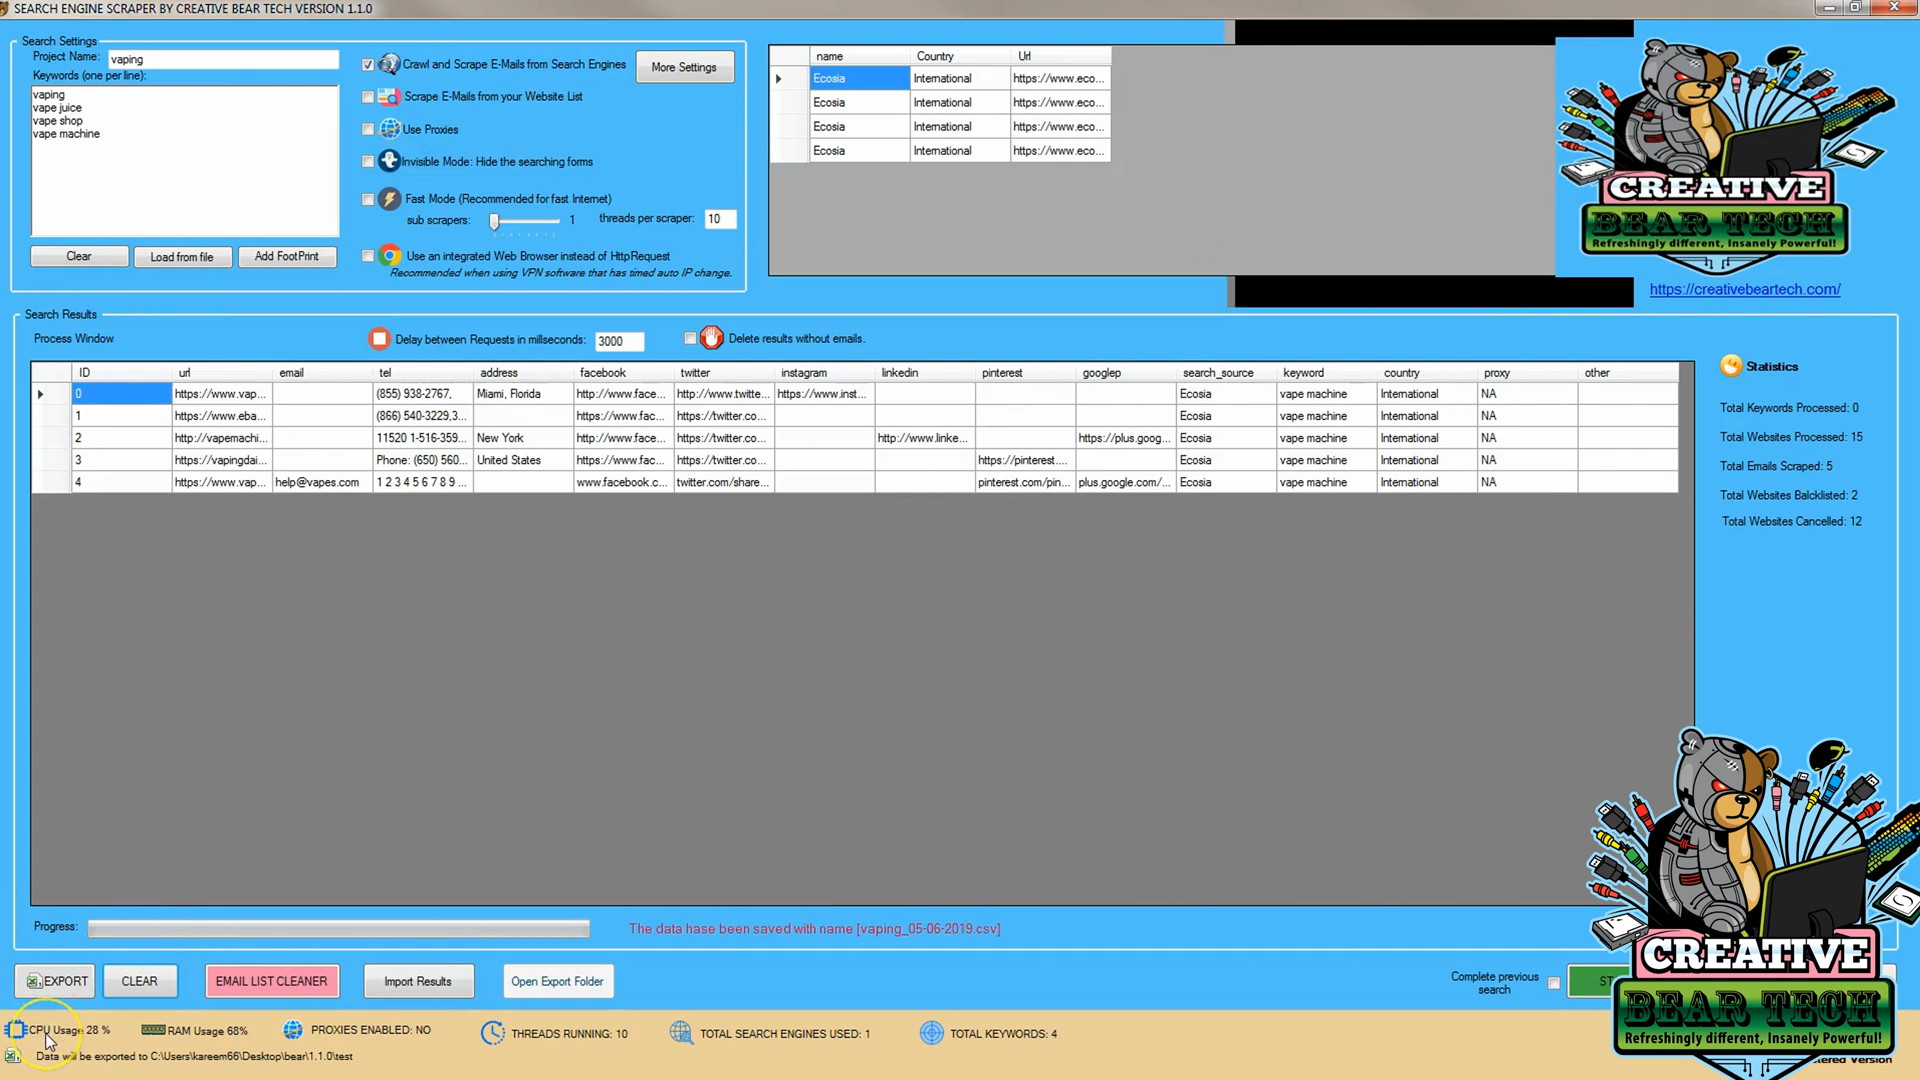 SEARCH ENGINE SCRAPER BY CREATIVE BEAR TECH VERSION 1.1.0
Search Settings
Project Name: vaping
Keywords (one per line):
vaping
vape juice
vape shop
vape machine
Clear Load from file Add FootPrint
Crawl and Scrape E-Mails from Search Engines
More Settings
Scrape E-Mails from your Website List
Use Proxies
Invisible Mode: Hide the searching forms
Fast Mode (Recommended for fast Internet)
sub scrapers: 1 threads per scraper: 10
Use an integrated Web Browser instead of HttpRequest
Recommended when using VPN software that has timed auto IP change.
name Country Url
Ecosia International https://www.eco...
Ecosia International https://www.eco...
Ecosia International https://www.eco...
Ecosia International https://www.eco...
CREATIVE
BEAR TECH
Refreshingly different, Insanely Powerful!
https://creativebeartech.com/
Search Results
Process Window
Delay between Requests in millseconds: 3000
Delete results without emails.
ID url email tel address facebook twitter instagram linkedin pinterest googlep search_source keyword country proxy other
0 https://www.vap... (855) 938-2767, Miami, Florida http://www.face... http://www.twitte... https://www.inst... Ecosia vape machine International NA
1 https://www.eba... (866) 540-3229,3... https://www.fac... https://twitter.co... Ecosia vape machine International NA
2 http://vapemachi... 11520 1-516-359... New York http://www.face... https://twitter.co... http://www.linke... https://plus.goog... Ecosia vape machine International NA
3 https://vapingdai... Phone: (650) 560... United States https://www.fac... https://twitter.co... https://pinterest.... Ecosia vape machine International NA
4 https://www.vap... help@vapes.com 1 2 3 4 5 6 7 8 9 ... www.facebook.c... twitter.com/share... pinterest.com/pin... plus.google.com/... Ecosia vape machine International NA
Statistics
Total Keywords Processed: 0
Total Websites Processed: 15
Total Emails Scraped: 5
Total Websites Balcklisted: 2
Total Websites Cancelled: 12
Progress:
The data hase been saved with name [vaping_05-06-2019.csv]
EXPORT CLEAR EMAIL LIST CLEANER Import Results Open Export Folder
Complete previous
search
CPU Usage 28 % RAM Usage 68% PROXIES ENABLED: NO THREADS RUNNING: 10 TOTAL SEARCH ENGINES USED: 1 TOTAL KEYWORDS: 4
Data will be exported to C:\Users\kareem66\Desktop\bear\1.1.0\test
CREATIVE
BEAR TECH
Refreshingly different, Insanely Powerful!
Version